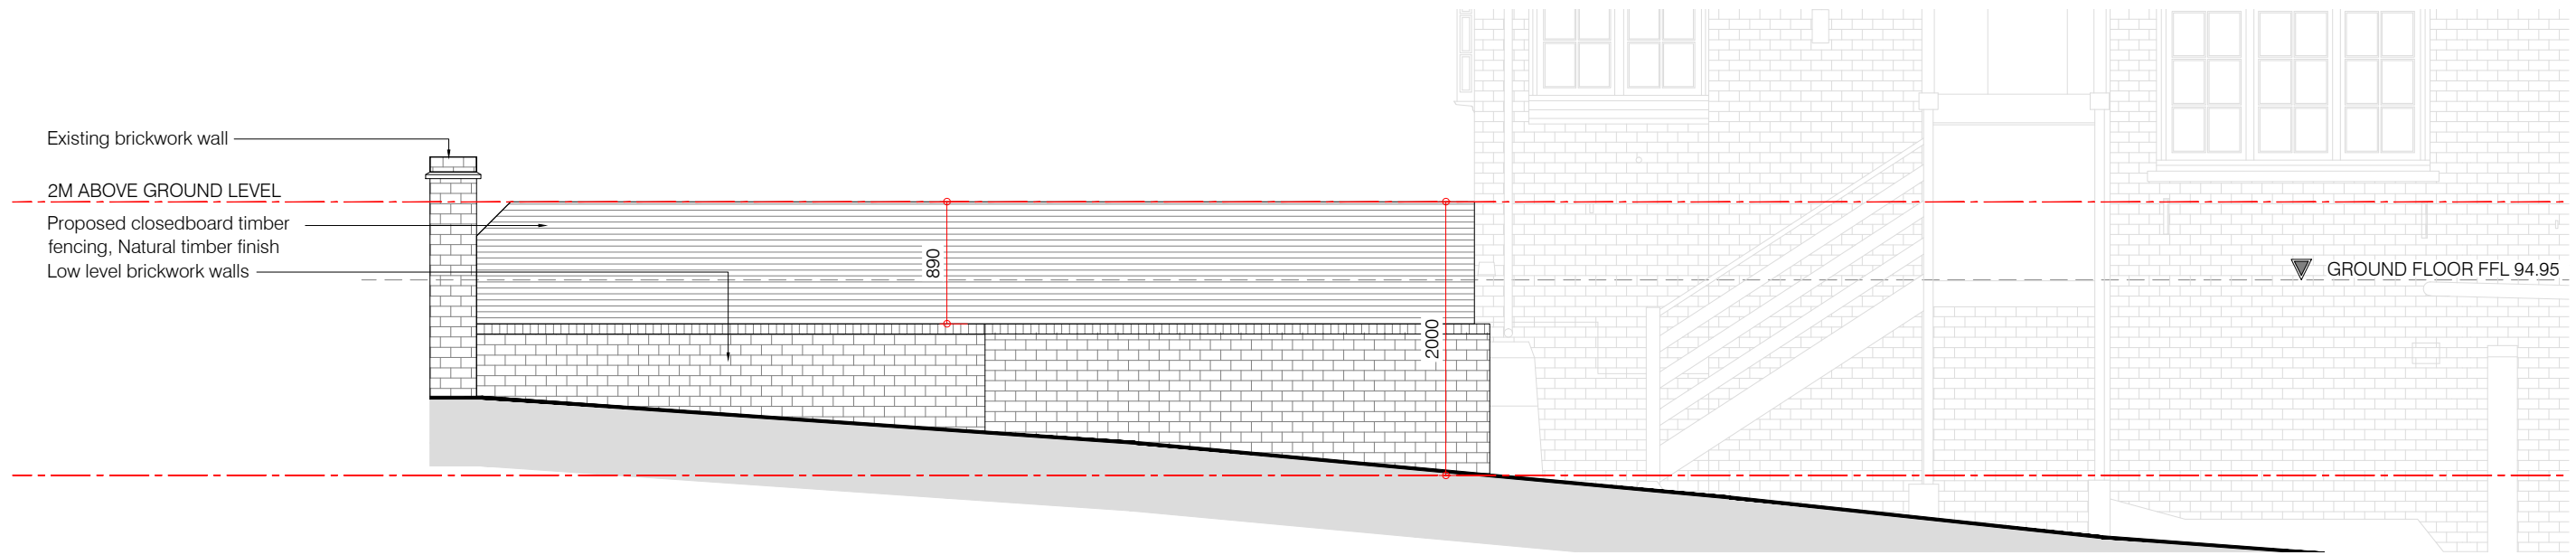 Existing brickwork wall
2M ABOVE GROUND LEVEL
Proposed closedboard timber
fencing, Natural timber finish
Low level brickwork walls
890
2000
GROUND FLOOR FFL 94.95